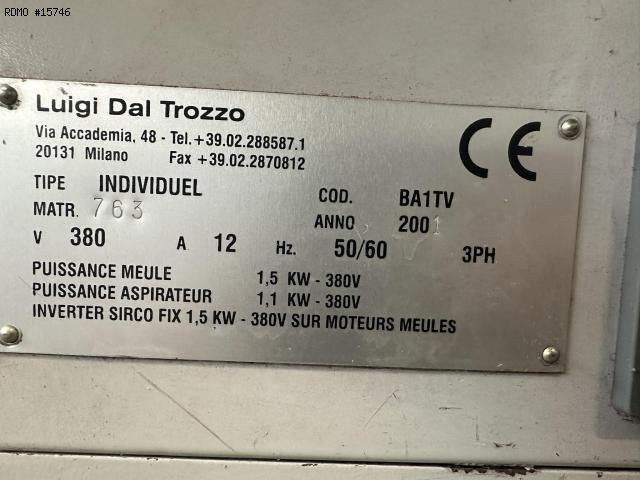 RDMO #15746
Luigi Dal Trozzo
Via Accademia, 48 - Tel.+39.02.288587.1
20131 Milano Fax +39.02.2870812
CE
TIPE INDIVIDUEL COD. BA1TV
MATR. 763 ANNO 2001
V 380 A 12 Hz. 50/60 3PH
PUISSANCE MEULE 1,5 KW - 380V
PUISSANCE ASPIRATEUR 1,1 KW - 380V
INVERTER SIRCO FIX 1,5 KW - 380V SUR MOTEURS MEULES